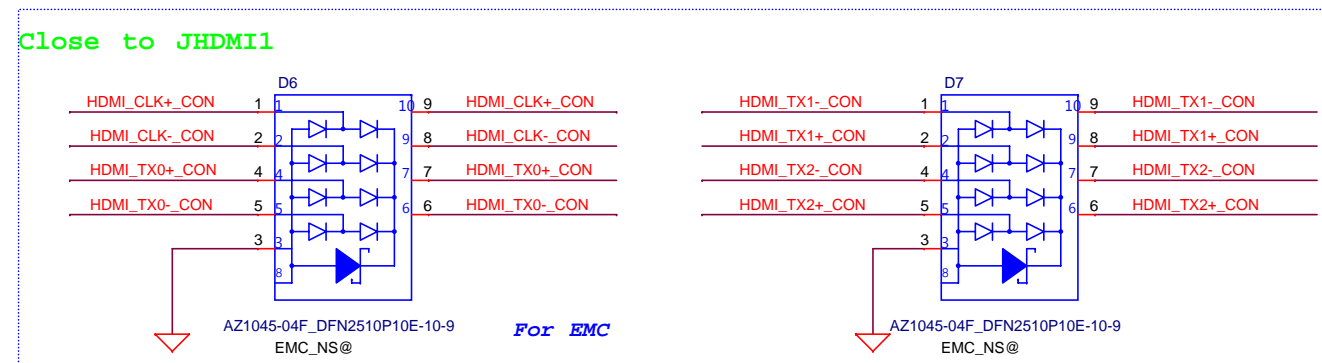 Close to JHDMI1
D6
HDMI_CLK+_CON 1 1 10 9 HDMI_CLK+_CON
HDMI_CLK-_CON 2 2 9 8 HDMI_CLK-_CON
HDMI_TX0+_CON 4 4 7 7 HDMI_TX0+_CON
HDMI_TX0-_CON 5 5 6 6 HDMI_TX0-_CON
3 3
8
AZ1045-04F_DFN2510P10E-10-9
EMC_NS@
For EMC
D7
HDMI_TX1-_CON 1 1 10 9 HDMI_TX1-_CON
HDMI_TX1+_CON 2 2 9 8 HDMI_TX1+_CON
HDMI_TX2-_CON 4 4 7 7 HDMI_TX2-_CON
HDMI_TX2+_CON 5 5 6 6 HDMI_TX2+_CON
3 3
8
AZ1045-04F_DFN2510P10E-10-9
EMC_NS@